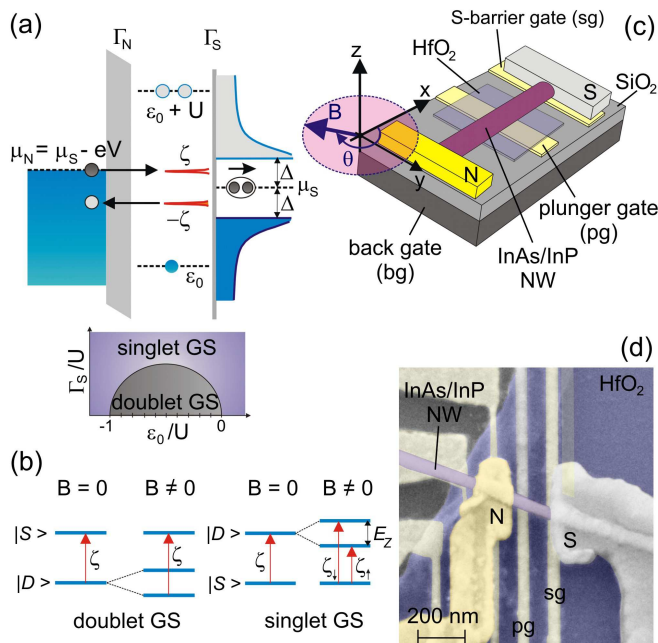 (a)
Γ_N
Γ_S
ε₀ + U
μ_N = μ_S - eV
ζ
-ζ
Δ
μ_S
Δ
ε₀
Γ_S/U
singlet GS
doublet GS
-1
0
ε₀/U
(b)
B = 0
B ≠ 0
B = 0
B ≠ 0
|S >
|D >
ζ
ζ
doublet GS
|D >
|S >
ζ
ζ↓
ζ↑
E_Z
singlet GS
(c)
S-barrier gate (sg)
HfO₂
SiO₂
z
x
y
B
θ
N
S
plunger gate
(pg)
InAs/InP
NW
back gate
(bg)
(d)
InAs/InP
NW
HfO₂
N
S
sg
pg
200 nm